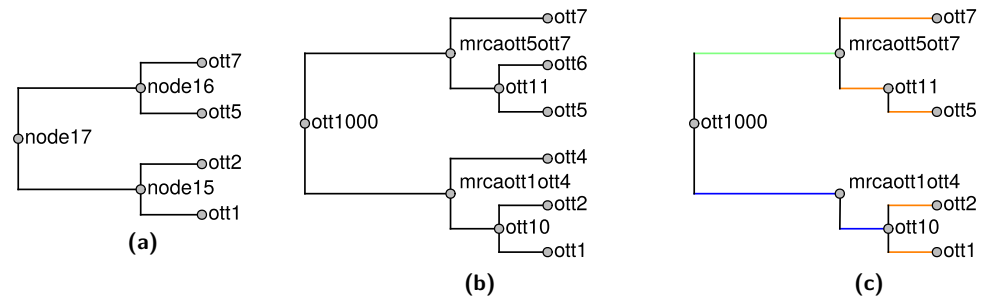 ott7
node16
ott5
node17
ott2
node15
ott1
(a)
ott7
mrcaott5ott7
ott6
ott11
ott5
ott1000
ott4
mrcaott1ott4
ott2
ott10
ott1
(b)
ott7
mrcaott5ott7
ott11
ott5
ott1000
mrcaott1ott4
ott2
ott10
ott1
(c)